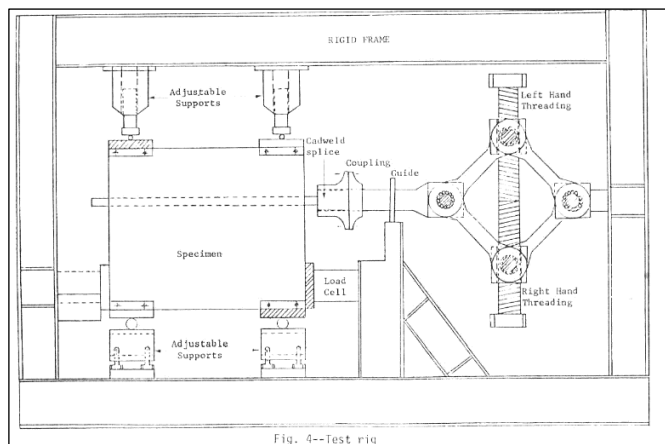 RIGID FRAME
Adjustable
Supports
Left Hand
Threading
Cadweld
splice
Coupling
Guide
Specimen
Load
Cell
Right Hand
Threading
Adjustable
Supports
Fig. 4--Test rig